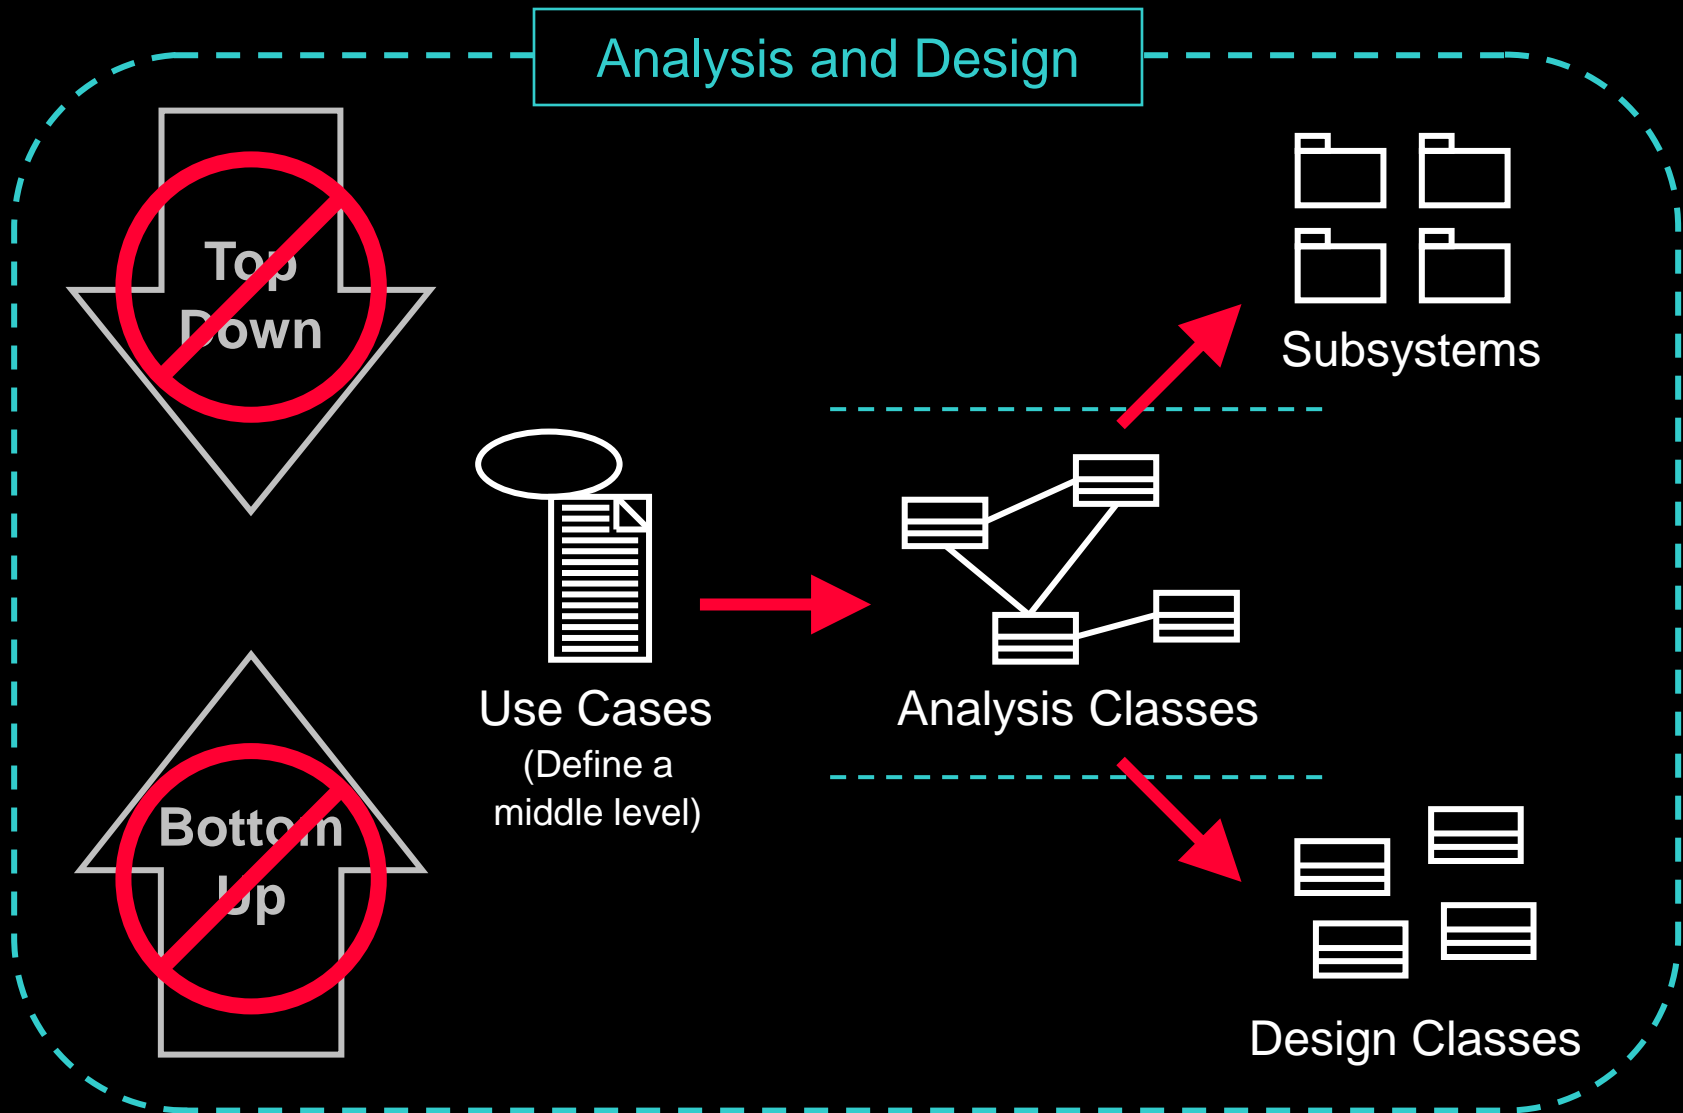 Analysis and Design
Top
Down
Subsystems
Use Cases
(Define a
middle level)
Analysis Classes
Bottom
Up
Design Classes